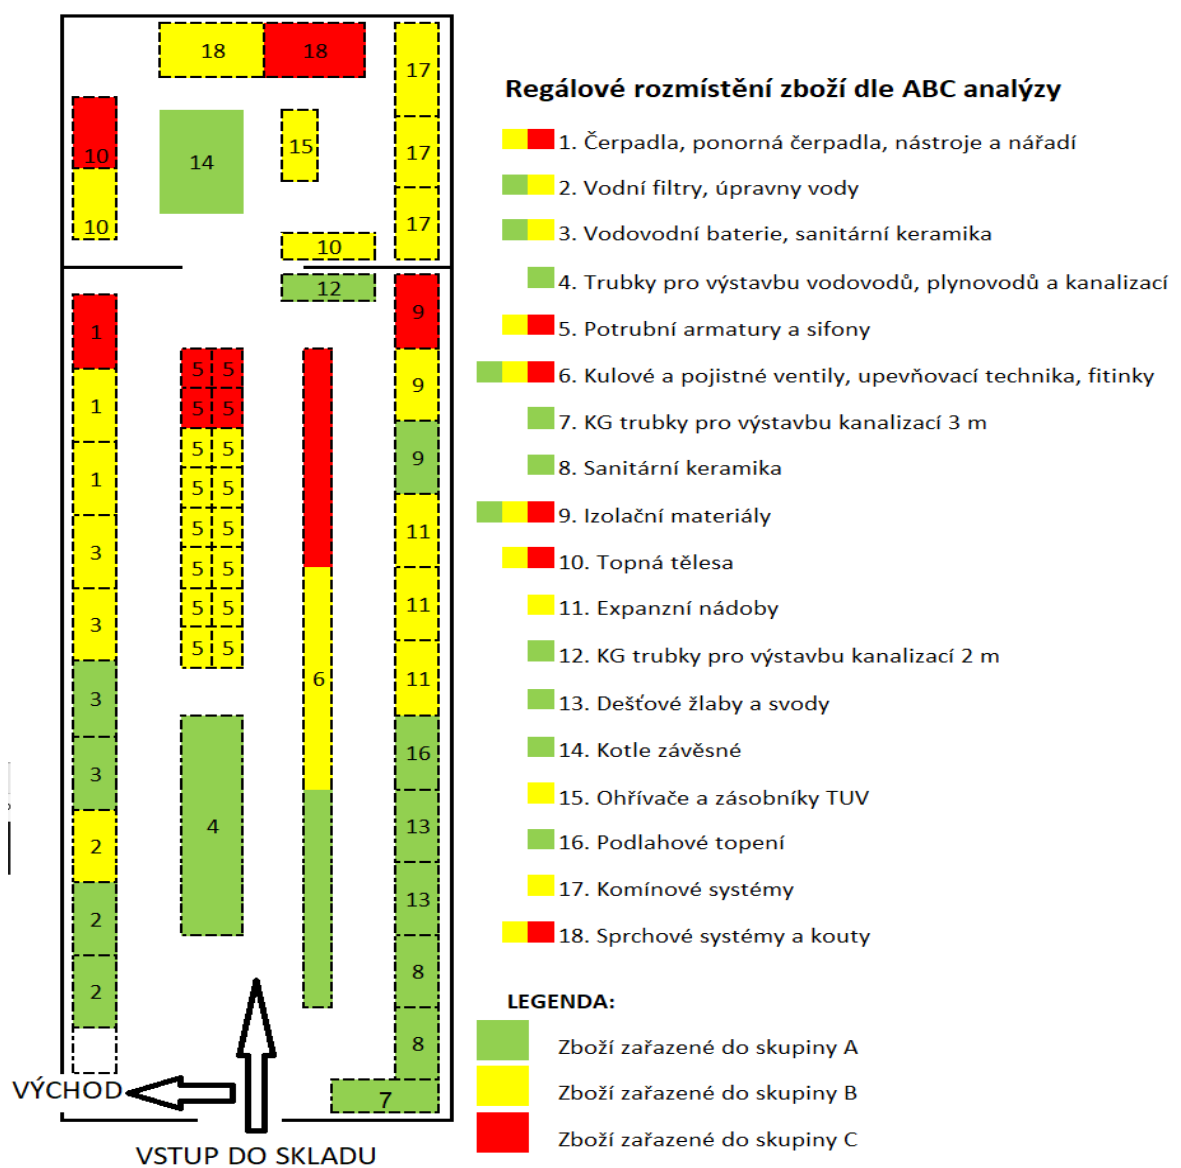 18 18
17
10
14
15
17
10
17
10
12
1
9
5 5
9
1
5 5
5 5
9
1
5 5
5 5
11
3
5 5
5 5
11
3
5 5
6
11
3
16
3
4
13
2
13
2
8
2
8
7
VÝCHOD
VSTUP DO SKLADU
Regálové rozmístění zboží dle ABC analýzy
1. Čerpadla, ponorná čerpadla, nástroje a nářadí
2. Vodní filtry, úpravny vody
3. Vodovodní baterie, sanitární keramika
4. Trubky pro výstavbu vodovodů, plynovodů a kanalizací
5. Potrubní armatury a sifony
6. Kulové a pojistné ventily, upevňovací technika, fitinky
7. KG trubky pro výstavbu kanalizací 3 m
8. Sanitární keramika
9. Izolační materiály
10. Topná tělesa
11. Expanzní nádoby
12. KG trubky pro výstavbu kanalizací 2 m
13. Dešťové žlaby a svody
14. Kotle závěsné
15. Ohřívače a zásobníky TUV
16. Podlahové topení
17. Komínové systémy
18. Sprchové systémy a kouty
LEGENDA:
Zboží zařazené do skupiny A
Zboží zařazené do skupiny B
Zboží zařazené do skupiny C